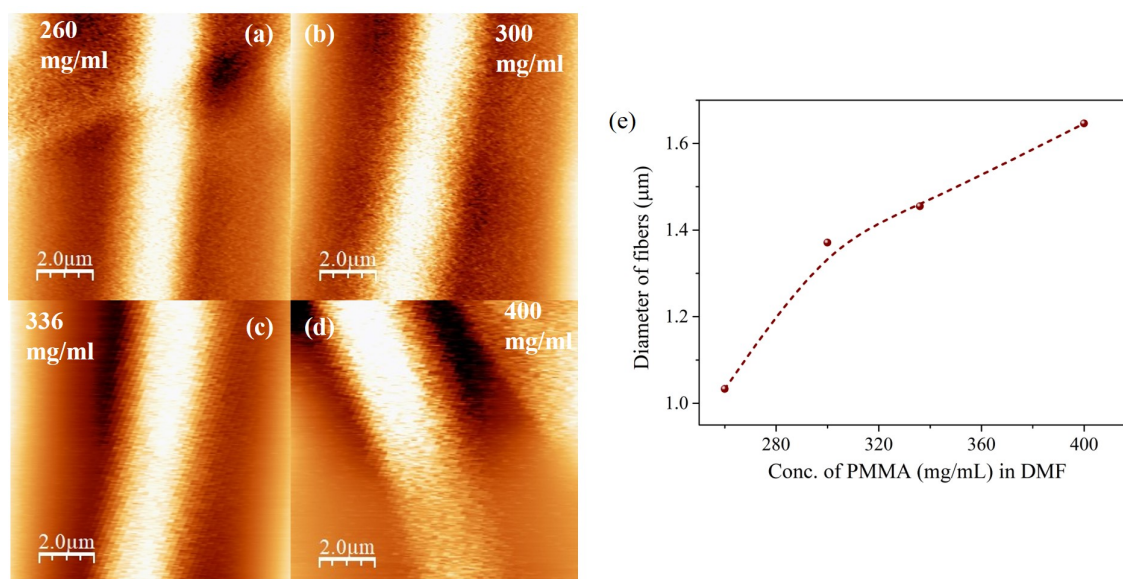 260
mg/ml
(a)
2.0μm
(b)
300
mg/ml
336
mg/ml
(c)
2.0μm
(d)
400
mg/mL
2.0μm
(e)
Diameter of fibers (μm)
1.6
1.4
1.2
1.0
280
320
360
400
Conc. of PMMA (mg/mL) in DMF